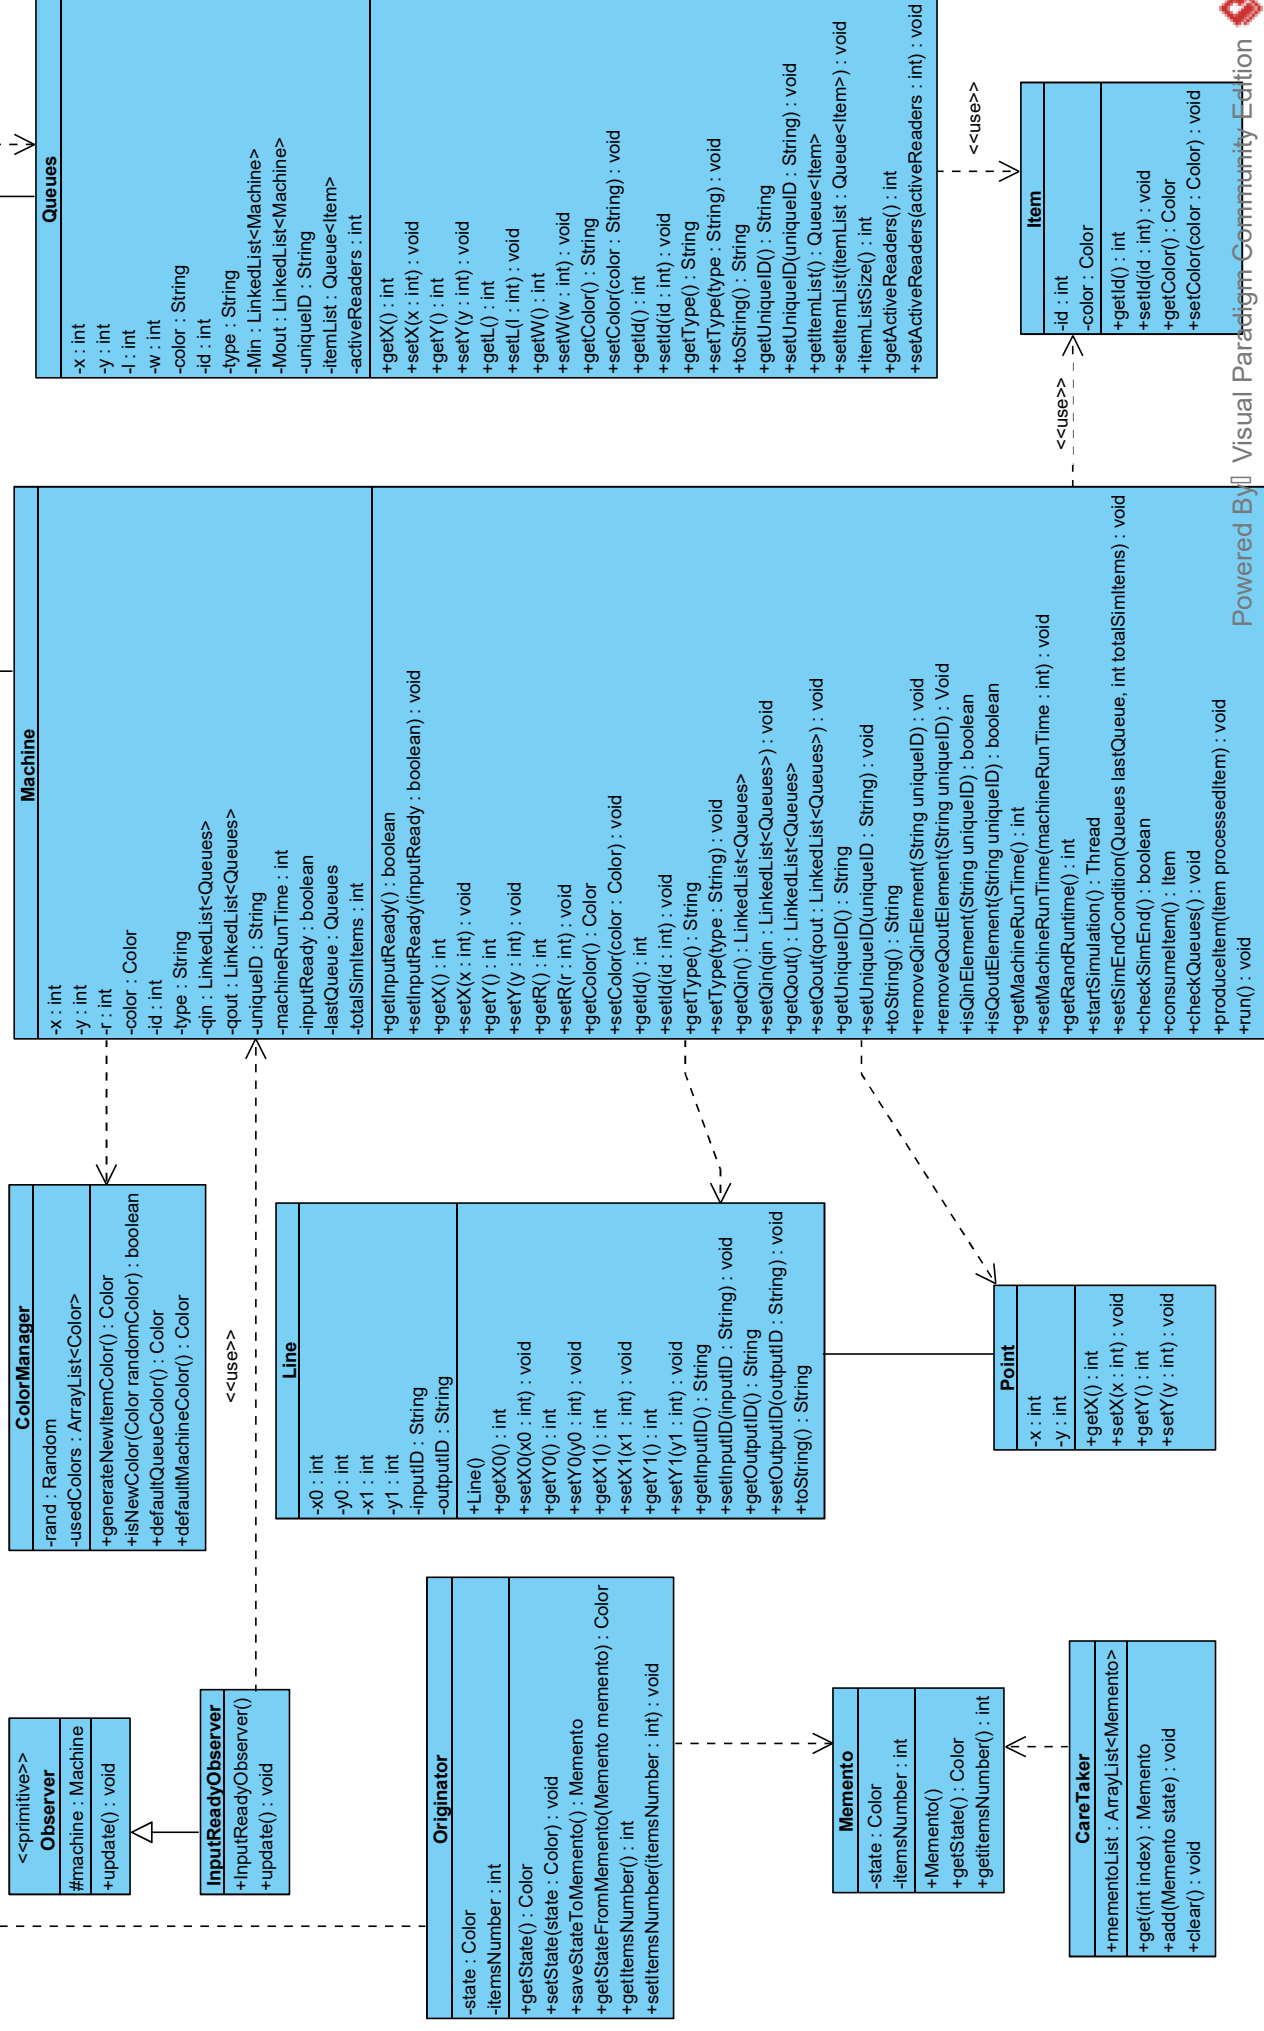 <<primitive>>
Observer
#machine : Machine
+update() : void
InputReadyObserver
+InputReadyObserver()
+update() : void
Originator
-state : Color
-itemsNumber : int
+getState() : Color
+setState(state : Color) : void
+saveStateToMemento() : Memento
+getStateFromMemento(Memento memento) : Color
+getItemsNumber() : int
+setItemsNumber(itemsNumber : int) : void
Memento
-state : Color
-itemsNumber : int
+Memento()
+getState() : Color
+getitemsNumber() : int
CareTaker
+mementoList : ArrayList<Memento>
+get(int index) : Memento
+add(Memento state) : void
+clear() : void
ColorManager
-rand : Random
-usedColors : ArrayList<Color>
+generateNewItemColor() : Color
+isNewColor(Color randomColor) : boolean
+defaultQueueColor() : Color
+defaultMachineColor() : Color
<<use>>
Line
-x0 : int
-y0 : int
-x1 : int
-y1 : int
-inputID : String
-outputID : String
+Line()
+getX0() : int
+setX0(x0 : int) : void
+getY0() : int
+setY0(y0 : int) : void
+getX1() : int
+setX1(x1 : int) : void
+getY1() : int
+setY1(y1 : int) : void
+getInputID() : String
+setInputID(inputID : String) : void
+getOutputID() : String
+setOutputID(outputID : String) : void
+toString() : String
Point
-x : int
-y : int
+getX() : int
+setX(x : int) : void
+getY() : int
+setY(y : int) : void
Machine
-x : int
-y : int
-r : int
-color : Color
-id : int
-type : String
-qin : LinkedList<Queues>
-qout : LinkedList<Queues>
-uniqueID : String
-machineRunTime : int
-inputReady : boolean
-lastQueue : Queues
-totalSimItems : int
+getInputReady() : boolean
+setInputReady(inputReady : boolean) : void
+getX() : int
+setX(x : int) : void
+getY() : int
+setY(y : int) : void
+getR() : int
+setR(r : int) : void
+getColor() : Color
+setColor(color : Color) : void
+getId() : int
+setId(id : int) : void
+getType() : String
+setType(type : String) : void
+getQin() : LinkedList<Queues>
+setQin(qin : LinkedList<Queues>) : void
+getQout() : LinkedList<Queues>
+setQout(qout : LinkedList<Queues>) : void
+getUniqueID() : String
+setUniqueID(uniqueID : String) : void
+toString() : String
+removeQinElement(String uniqueID) : void
+removeQoutElement(String uniqueID) : Void
+isQinElement(String uniqueID) : boolean
+isQoutElement(String uniqueID) : boolean
+getMachineRunTime() : int
+setMachineRunTime(machineRunTime : int) : void
+getRandRuntime() : int
+startSimulation() : Thread
+setSimEndCondition(Queues lastQueue, int totalSimItems) : void
+checkSimEnd() : boolean
+consumeItem() : Item
+checkQueues() : void
+produceItem(Item processedItem) : void
+run() : void
<<use>>
Queues
-x : int
-y : int
-l : int
-w : int
-color : String
-id : int
-type : String
-Min : LinkedList<Machine>
-Mout : LinkedList<Machine>
-uniqueID : String
-itemList : Queue<Item>
-activeReaders : int
+getX() : int
+setX(x : int) : void
+getY() : int
+setY(y : int) : void
+getL() : int
+setL(l : int) : void
+getW() : int
+setW(w : int) : void
+getColor() : String
+setColor(color : String) : void
+getId() : int
+setId(id : int) : void
+getType() : String
+setType(type : String) : void
+toString() : String
+getUniqueID() : String
+setUniqueID(uniqueID : String) : void
+getItemList() : Queue<Item>
+setItemList(itemList : Queue<Item>) : void
+itemListSize() : int
+getActiveReaders() : int
+setActiveReaders(activeReaders : int) : void
<<use>>
Item
-id : int
-color : Color
+getId() : int
+setId(id : int) : void
+getColor() : Color
+setColor(color : Color) : void
Powered By Visual Paradigm Community Edition